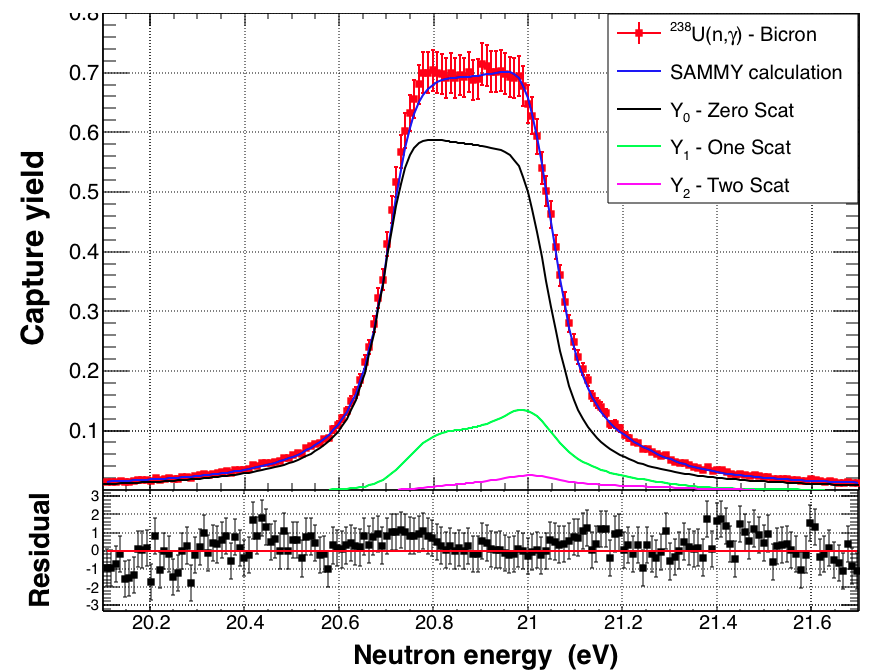 0.8
0.7
0.6
0.5
0.4
0.3
0.2
0.1
Capture yield
²³⁸U(n,γ) - Bicron
SAMMY calculation
Y₀ - Zero Scat
Y₁ - One Scat
Y₂ - Two Scat
3
2
1
0
-1
-2
-3
Residual
20.2 20.4 20.6 20.8 21 21.2 21.4 21.6
Neutron energy (eV)